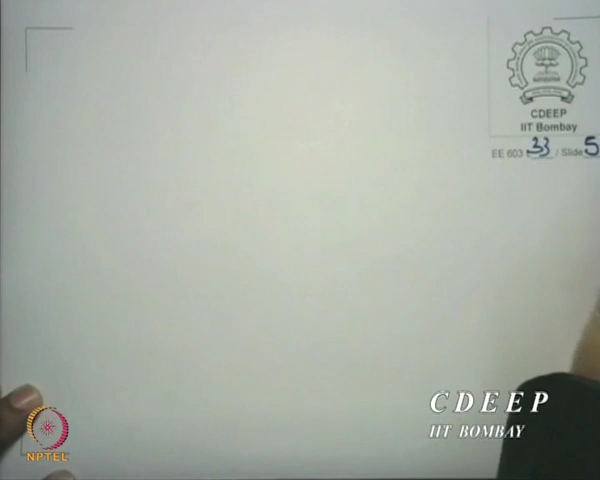 CDEEP
IIT Bombay
EE 603 33 / Slide 5
CDEEP
IIT BOMBAY
NPTEL